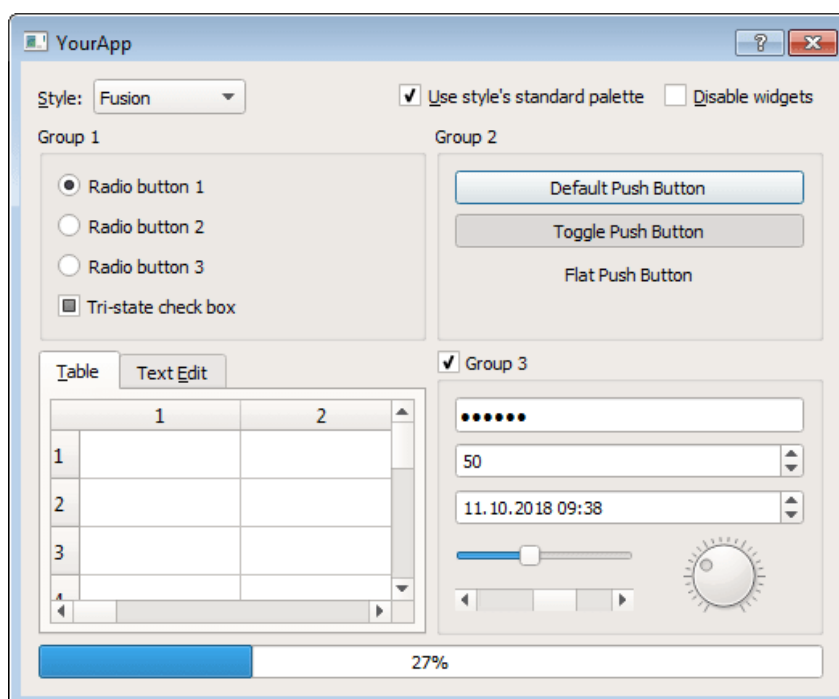 YourApp
Style: Fusion
Use style's standard palette
Disable widgets
Group 1
Radio button 1
Radio button 2
Radio button 3
Tri-state check box
Group 2
Default Push Button
Toggle Push Button
Flat Push Button
Table
Text Edit
1 2
1
2
3
4
Group 3
••••••
50
11.10.2018 09:38
27%